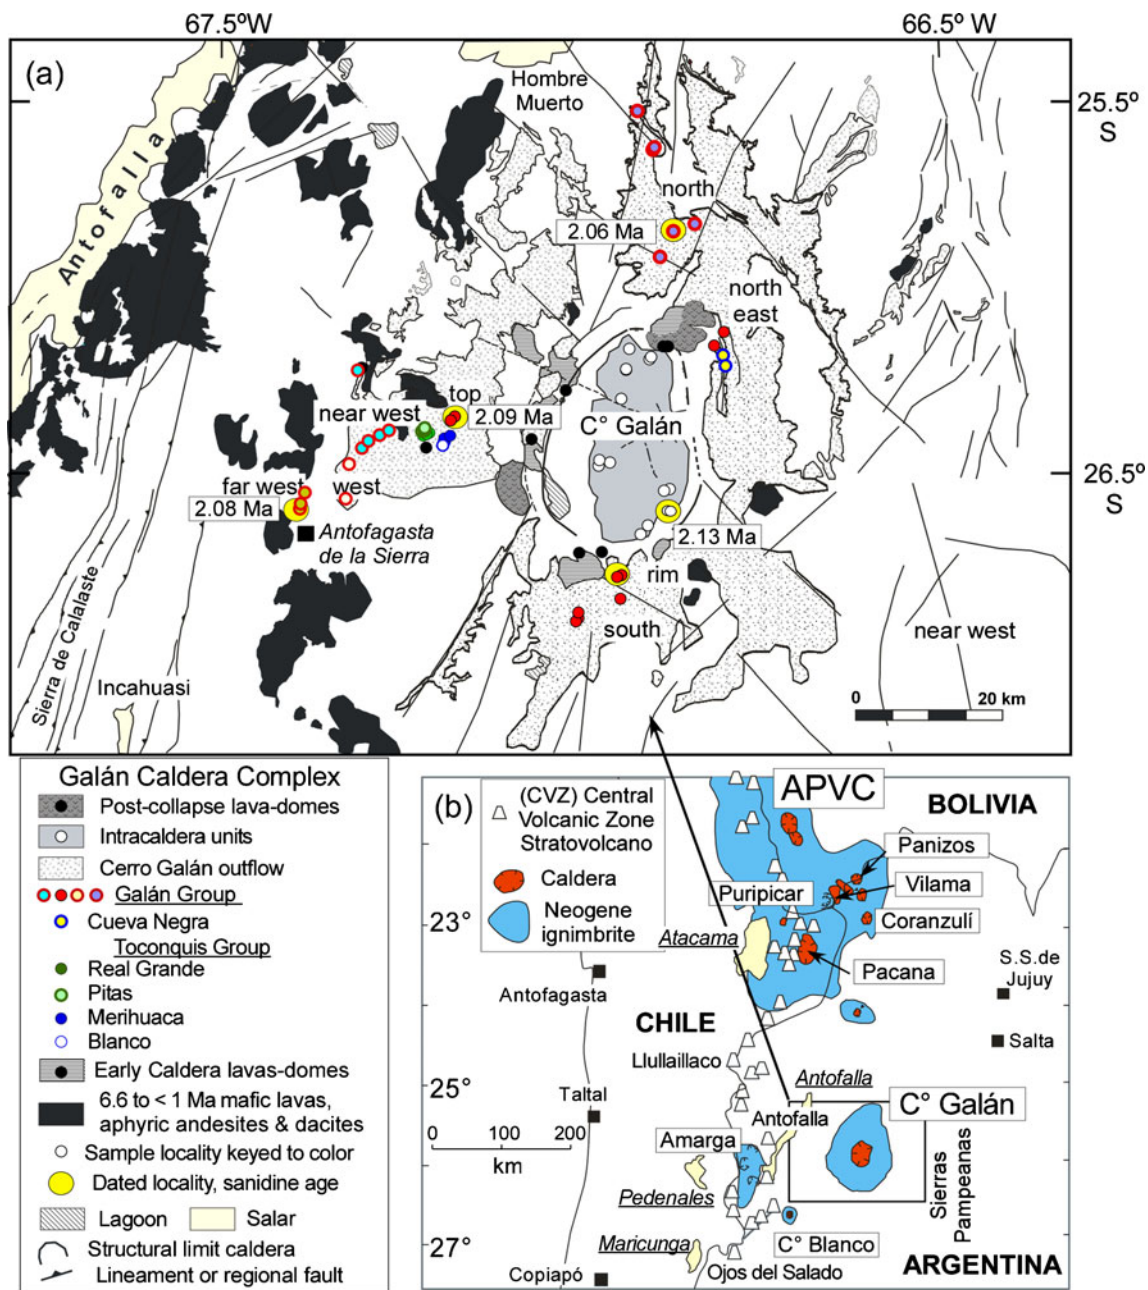 67.5ºW
66.5º W
(a)
Hombre
Muerto
25.5º
S
Antofalla
north
2.06 Ma
north
east
top
near west
2.09 Ma
C° Galán
far west
west
26.5º
S
2.08 Ma
Antofagasta
de la Sierra
2.13 Ma
rim
south
near west
Sierra de Calalaste
Incahuasi
0
20 km
Galán Caldera Complex
Post-collapse lava-domes
Intracaldera units
Cerro Galán outflow
Galán Group
Cueva Negra
Toconquis Group
Real Grande
Pitas
Merihuaca
Blanco
Early Caldera lavas-domes
6.6 to < 1 Ma mafic lavas,
aphyric andesites & dacites
Sample locality keyed to color
Dated locality, sanidine age
Lagoon
Salar
Structural limit caldera
Lineament or regional fault
(b)
(CVZ) Central
Volcanic Zone
Stratovolcano
Caldera
Neogene
ignimbrite
APVC
BOLIVIA
Panizos
Puripicar
Vilama
Coranzulí
23°
Atacama
Pacana
S.S.de
Jujuy
Antofagasta
CHILE
Salta
Llullaillaco
25°
Antofalla
Taltal
Antofalla
C° Galán
0
100
200
km
Amarga
Sierras
Pampeanas
Pedenales
C° Blanco
27°
Maricunga
Copiapó
Ojos del Salado
ARGENTINA